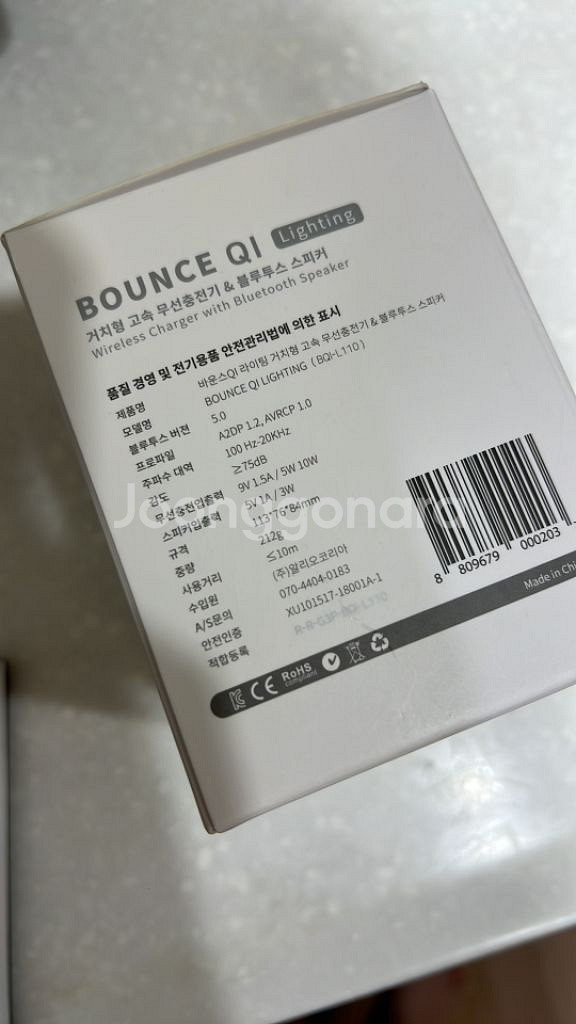 BOUNCE QI Lighting
거치형 고속 무선충전기 & 블루투스 스피커
Wireless Charger with Bluetooth Speaker
품질 경영 및 전기용품 안전관리법에 의한 표시
제품명 바운스QI 라이팅 거치형 고속 무선충전기 & 블루투스 스피커
모델명 BOUNCE QI LIGHTING ( BQI-L110 )
블루투스 버전 5.0
프로파일 A2DP 1.2, AVRCP 1.0
주파수 대역 100 Hz-20KHz
감도 ≥75dB
무선충전입출력 9V 1.5A / 5W 10W
스피커입출력 5V 1A / 3W
규격 113*76*84mm
중량 212g
사용거리 ≤10m
수입원 (주)알리오코리아
A/S문의 070-4404-0183
안전인증 XU101517-18001A-1
적합등록 R-R-G3P-BQI-L110
CE RoHS compliant
8 809679 000203
Made in Chi
Joonggonara